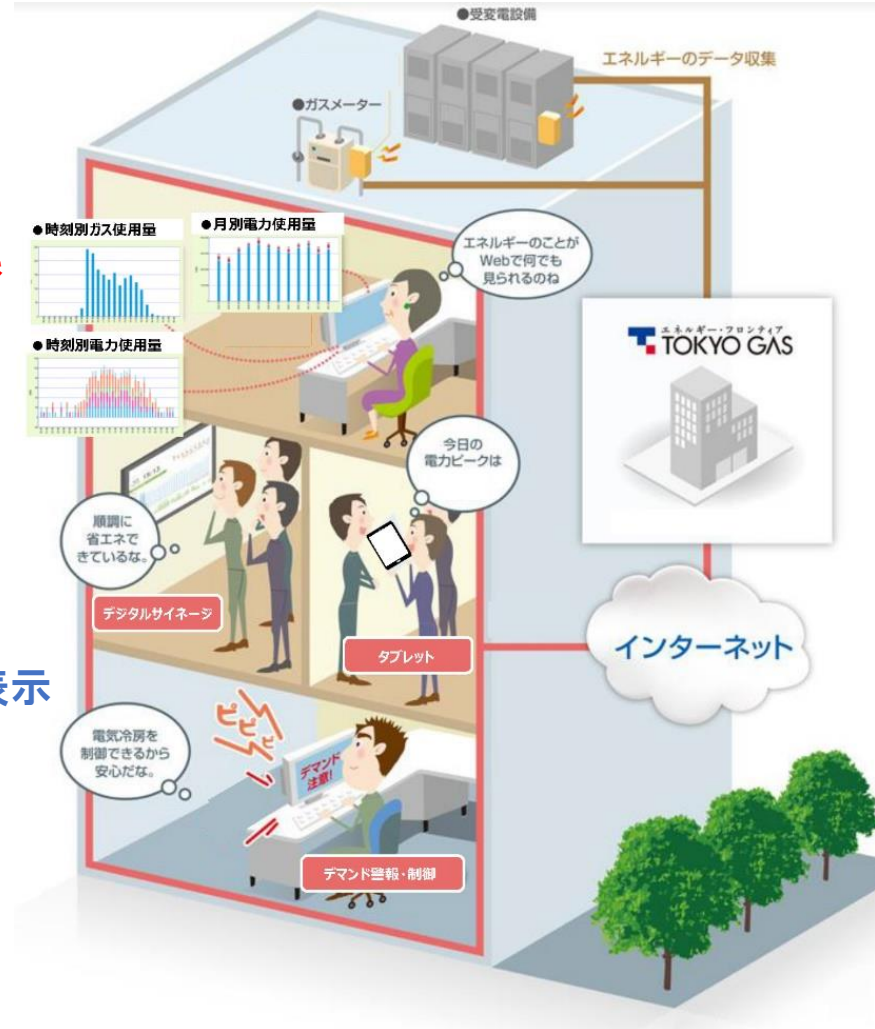 ●受変電設備
エネルギーのデータ収集
●ガスメーター
●時刻別ガス使用量
●月別電力使用量
エネルギーのことが
Webで何でも
見られるのね
エネルギー・フロンティア
TOKYO GAS
●時刻別電力使用量
今日の
電力ピークは
順調に
省エネで
きているな。
デジタルサイネージ
タブレット
インターネット
表示
ピピピ
電気冷房を
制御できるから
安心だな。
デマンド
注意!
デマンド警報・制御